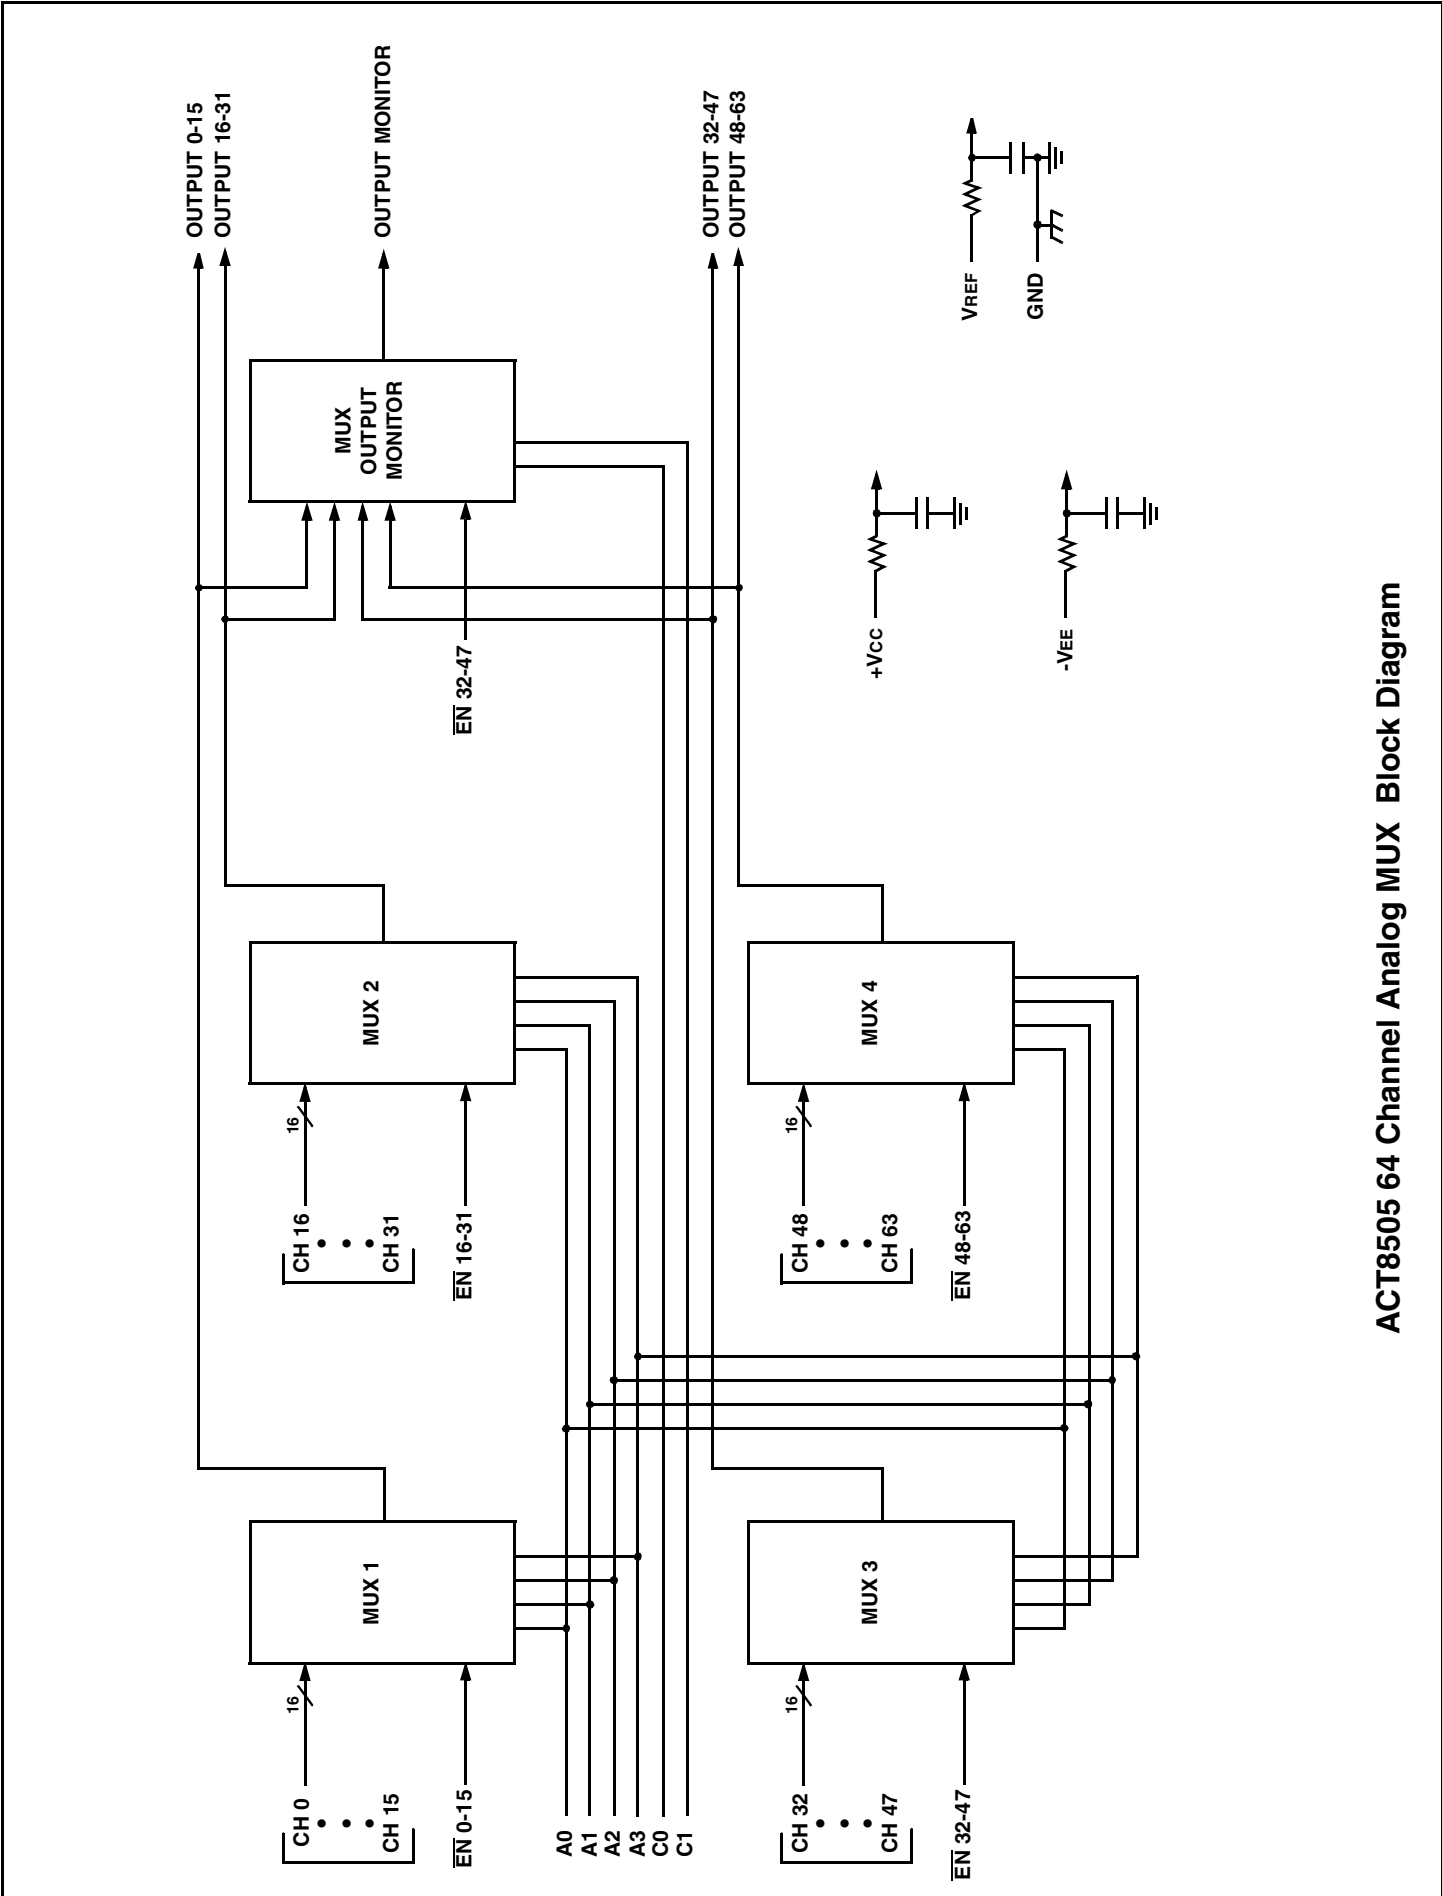 OUTPUT 0-15
OUTPUT 16-31
OUTPUT MONITOR
MUX
OUTPUT
MONITOR
EN 32-47
OUTPUT 32-47
OUTPUT 48-63
MUX 2
16
CH 16
CH 31
EN 16-31
MUX 4
16
CH 48
CH 63
EN 48-63
MUX 1
16
CH 0
CH 15
EN 0-15
A0
A1
A2
A3
C0
C1
MUX 3
16
CH 32
CH 47
EN 32-47
+VCC
-VEE
VREF
GND
ACT8505 64 Channel Analog MUX Block Diagram